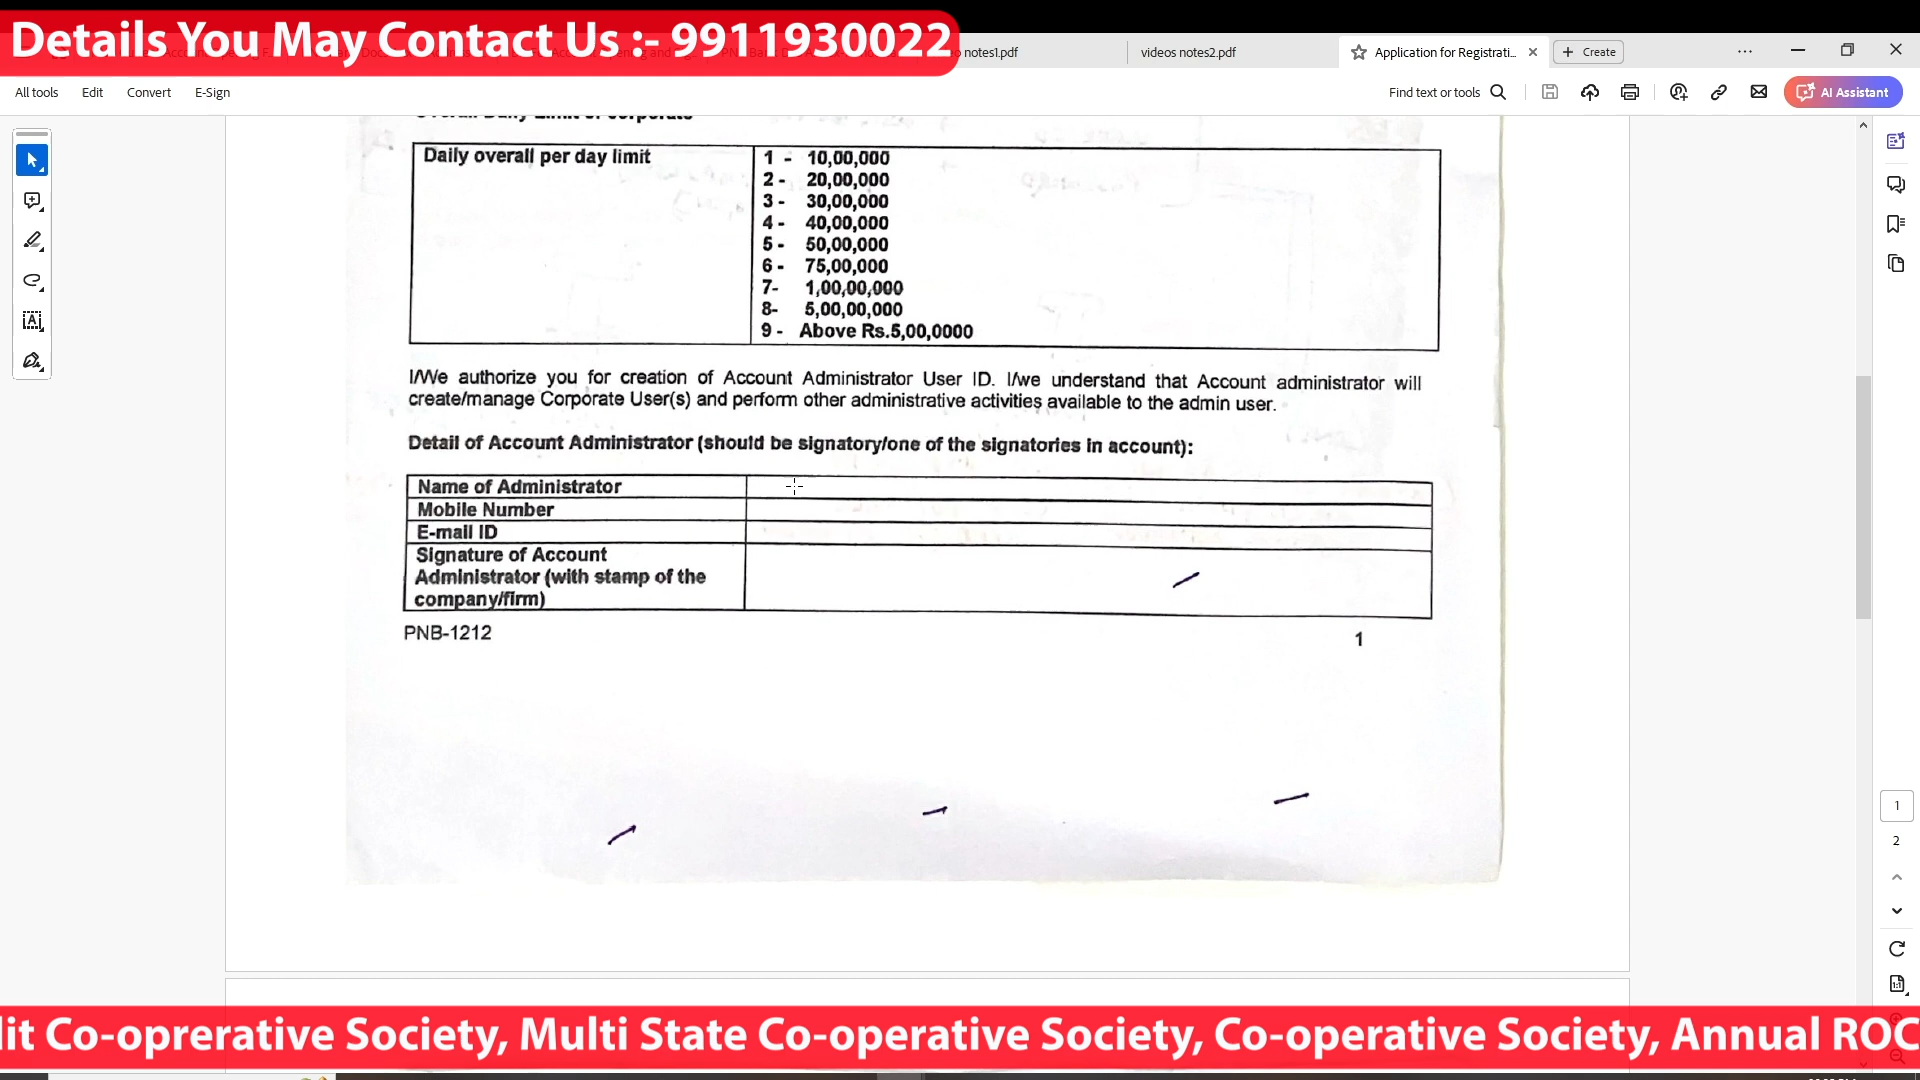 Details You May Contact Us :- 9911930022
notes1.pdf
videos notes2.pdf
Application for Registrati...
Create
All tools
Edit
Convert
E-Sign
Find text or tools
AI Assistant
Overall Daily Limit of corporate
Daily overall per day limit
1 - 10,00,000
2 - 20,00,000
3 - 30,00,000
4 - 40,00,000
5 - 50,00,000
6 - 75,00,000
7- 1,00,00,000
8- 5,00,00,000
9 - Above Rs.5,00,0000
I/We authorize you for creation of Account Administrator User ID. I/we understand that Account administrator will
create/manage Corporate User(s) and perform other administrative activities available to the admin user.
Detail of Account Administrator (should be signatory/one of the signatories in account):
Name of Administrator
Mobile Number
E-mail ID
Signature of Account
Administrator (with stamp of the
company/firm)
PNB-1212
1
1
2
lit Co-oprerative Society, Multi State Co-operative Society, Co-operative Society, Annual ROC